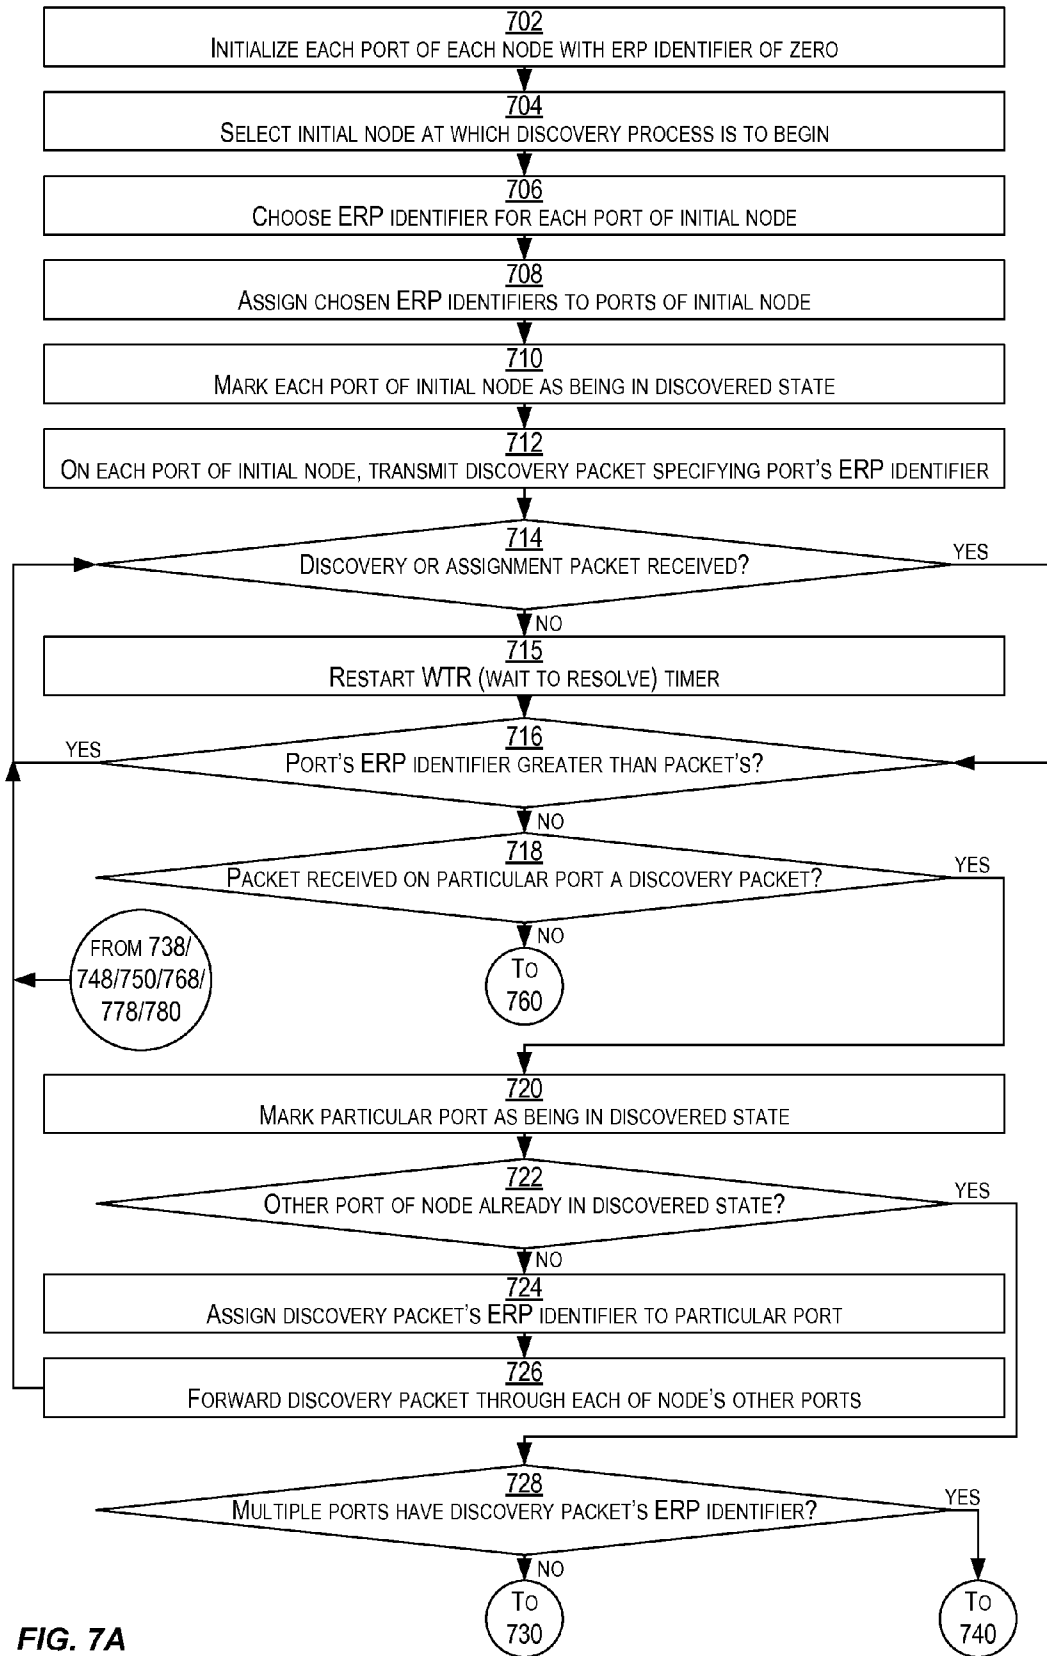 702
INITIALIZE EACH PORT OF EACH NODE WITH ERP IDENTIFIER OF ZERO
704
SELECT INITIAL NODE AT WHICH DISCOVERY PROCESS IS TO BEGIN
706
CHOOSE ERP IDENTIFIER FOR EACH PORT OF INITIAL NODE
708
ASSIGN CHOSEN ERP IDENTIFIERS TO PORTS OF INITIAL NODE
710
MARK EACH PORT OF INITIAL NODE AS BEING IN DISCOVERED STATE
712
ON EACH PORT OF INITIAL NODE, TRANSMIT DISCOVERY PACKET SPECIFYING PORT'S ERP IDENTIFIER
714
DISCOVERY OR ASSIGNMENT PACKET RECEIVED?
YES
NO
715
RESTART WTR (WAIT TO RESOLVE) TIMER
YES
716
PORT'S ERP IDENTIFIER GREATER THAN PACKET'S?
NO
718
PACKET RECEIVED ON PARTICULAR PORT A DISCOVERY PACKET?
YES
NO
FROM 738/
748/750/768/
778/780
TO
760
720
MARK PARTICULAR PORT AS BEING IN DISCOVERED STATE
722
OTHER PORT OF NODE ALREADY IN DISCOVERED STATE?
YES
NO
724
ASSIGN DISCOVERY PACKET'S ERP IDENTIFIER TO PARTICULAR PORT
726
FORWARD DISCOVERY PACKET THROUGH EACH OF NODE'S OTHER PORTS
728
MULTIPLE PORTS HAVE DISCOVERY PACKET'S ERP IDENTIFIER?
YES
NO
TO
730
TO
740
FIG. 7A